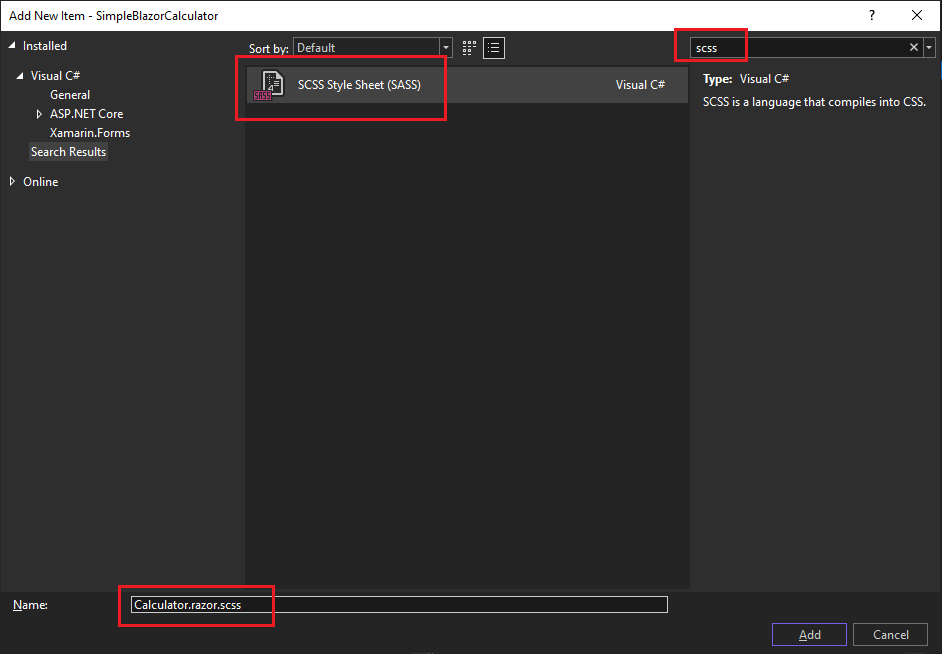 Add New Item - SimpleBlazorCalculator
?
Installed
Sort by: Default
scss
Visual C#
General
ASP.NET Core
Xamarin.Forms
Search Results
Online
SASS
SCSS Style Sheet (SASS)
Visual C#
Type: Visual C#
SCSS is a language that compiles into CSS.
Name:
Calculator.razor.scss
Add
Cancel